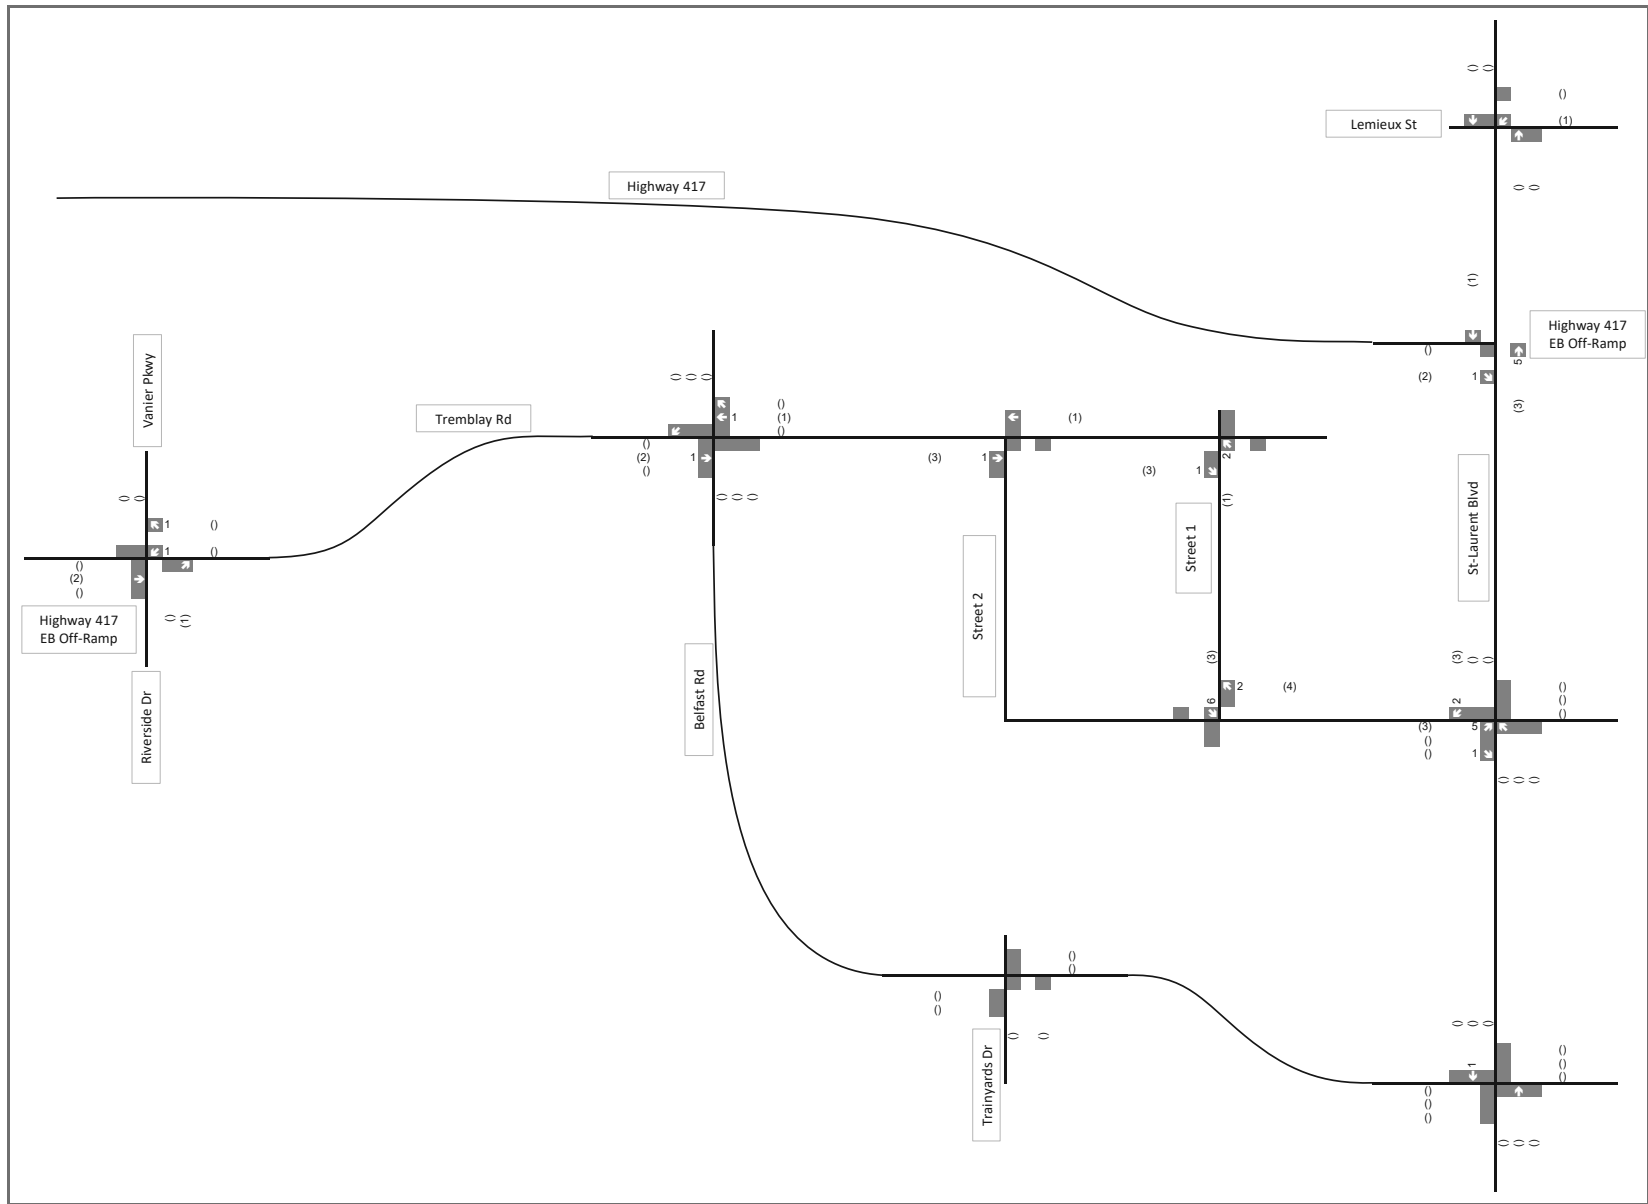 () ()
()
Lemieux St
(1)
() ()
Highway 417
(1)
Highway 417
EB Off-Ramp
()
5
(2) 1
(3)
Vanier Pkwy
() () ()
()
Tremblay Rd
1 (1)
()
(1)
()
(2) 1
()
(3) 1
2
(3) 1
(1)
() ()
() () ()
1 ()
1 ()
()
(2)
()
Street 1
St-Laurent Blvd
Street 2
() (1)
Highway 417
EB Off-Ramp
Riverside Dr
Belfast Rd
(3)
(3) () ()
2 (4)
6
2
()
()
()
(3) 5
()
() 1
() () ()
()
()
()
()
Trainyards Dr
() ()
() () ()
1
()
()
()
()
()
()
() () ()